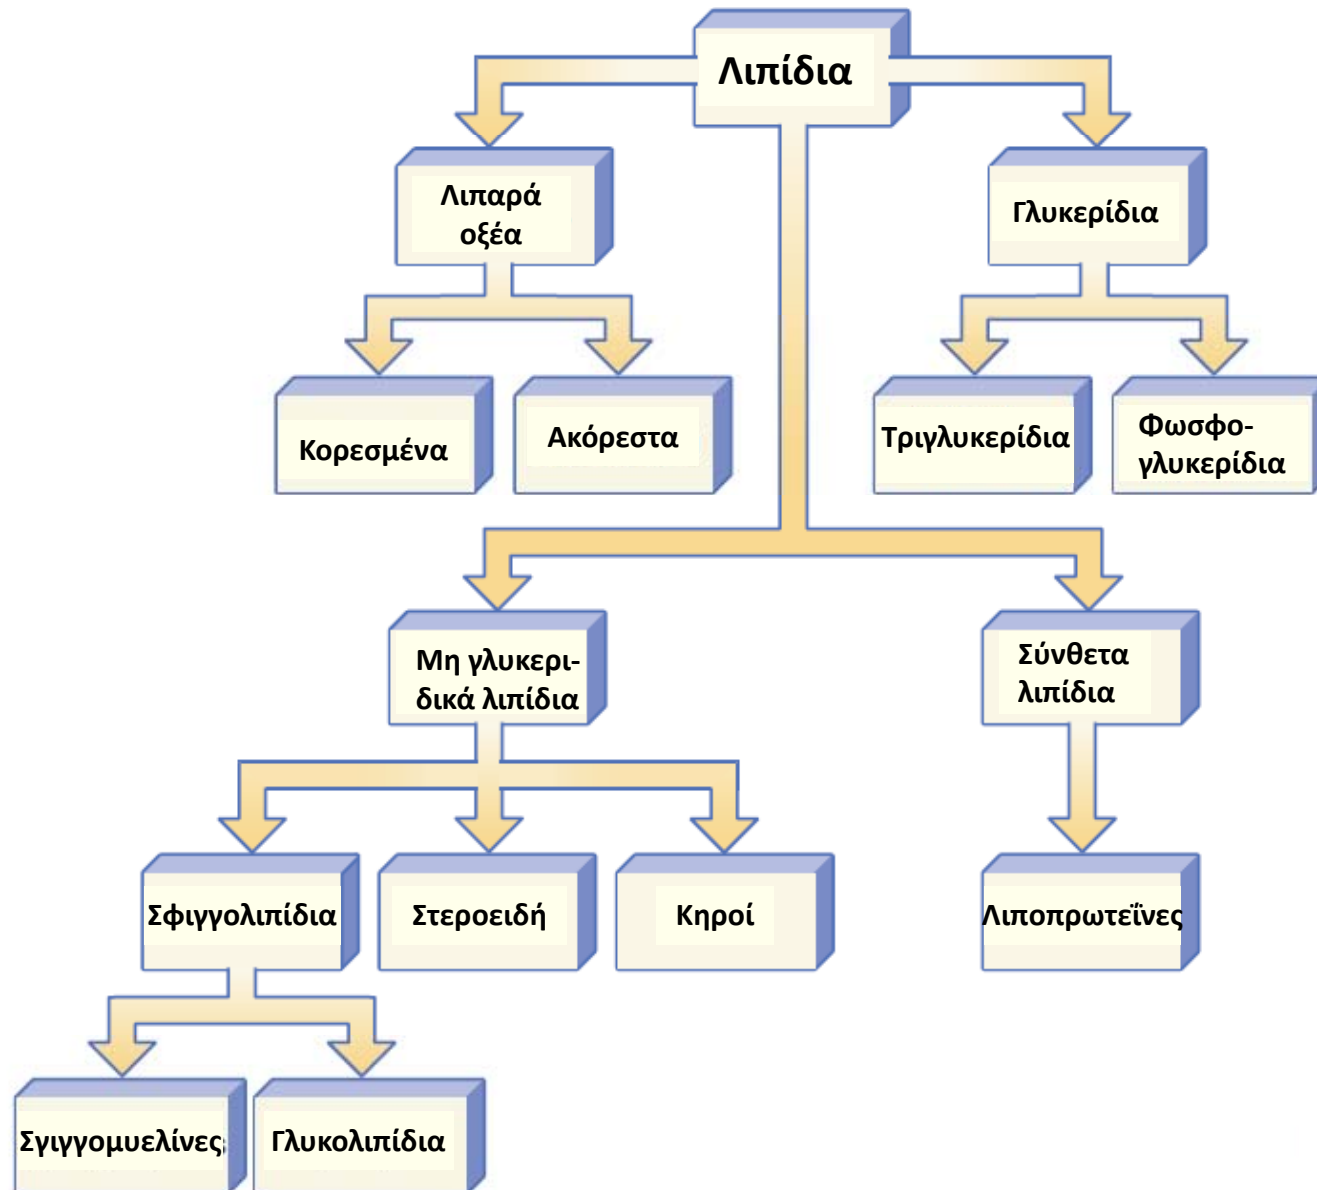 Λιπίδια
Λιπαρά
οξέα
Γλυκερίδια
Κορεσμένα
Ακόρεστα
Τριγλυκερίδια
Φωσφο-
γλυκερίδια
Μη γλυκερι-
δικά λιπίδια
Σύνθετα
λιπίδια
Σφιγγολιπίδια
Στεροειδή
Κηροί
Λιποπρωτεΐνες
Σγιγγομυελίνες
Γλυκολιπίδια